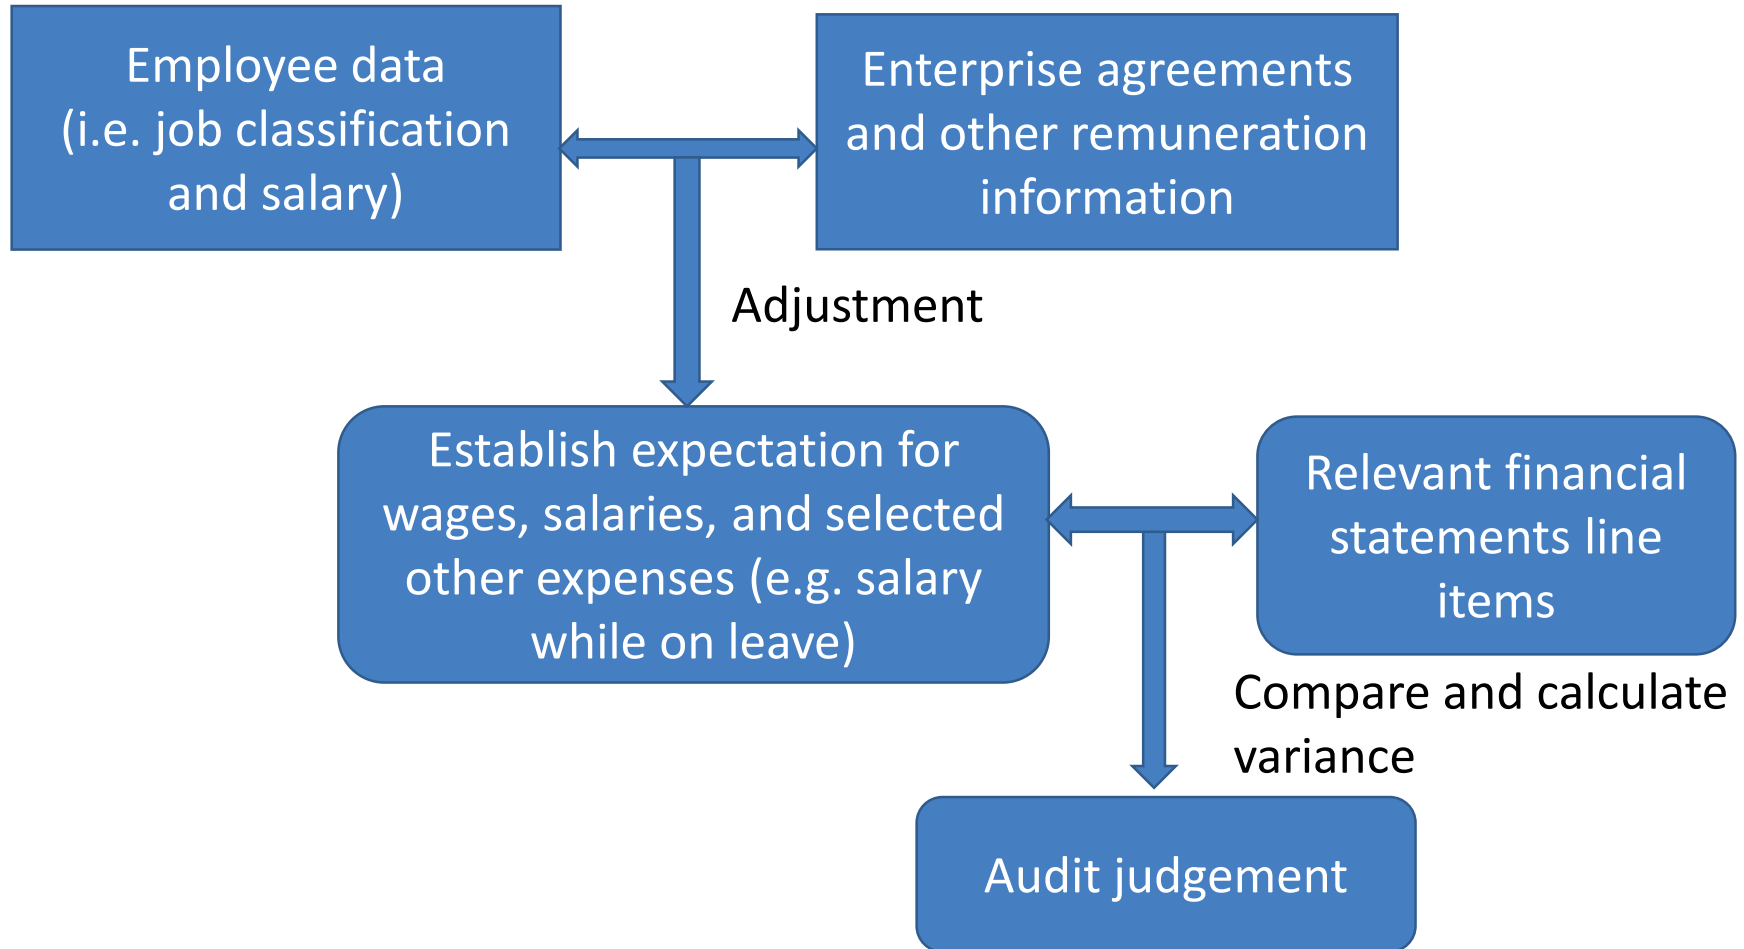 Employee data
(i.e. job classification
and salary)
Enterprise agreements
and other remuneration
information
Adjustment
Establish expectation for
wages, salaries, and selected
other expenses (e.g. salary
while on leave)
Relevant financial
statements line
items
Compare and calculate
variance
Audit judgement